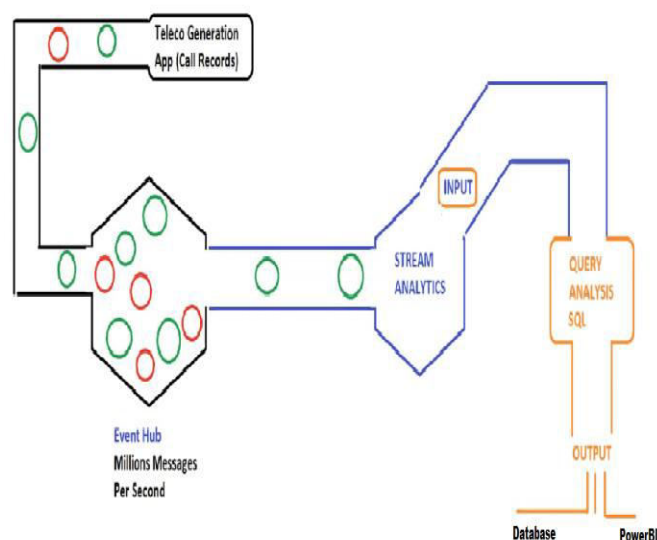 Teleco Generation
App (Call Records)
INPUT
STREAM
ANALYTICS
QUERY
ANALYSIS
SQL
Event Hub
Millions Messages
Per Second
OUTPUT
Database
PowerBI